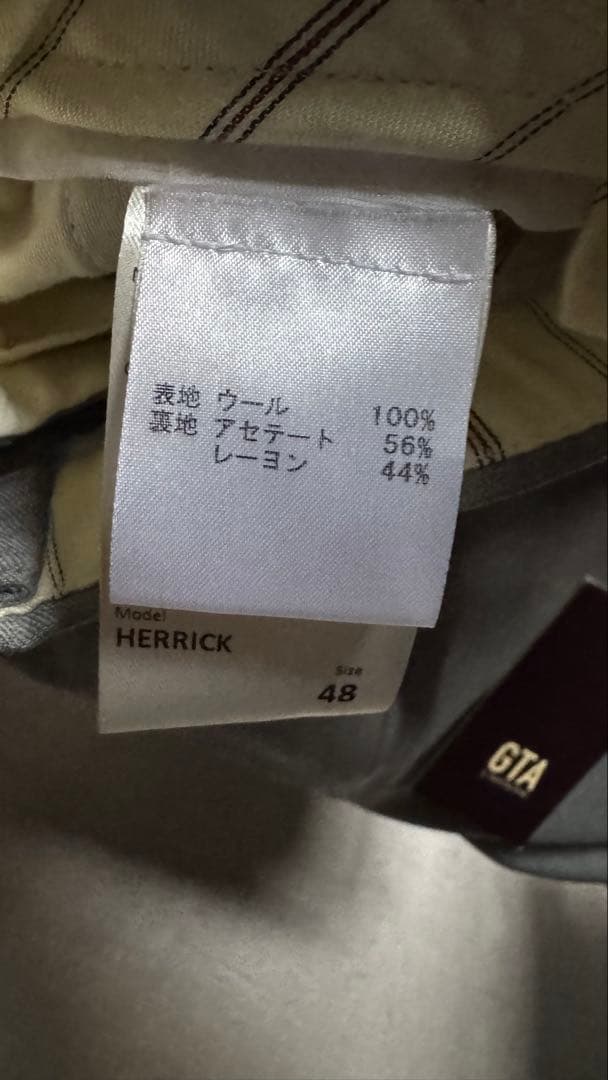 表地 ウール 100%
裏地 アセテート 56%
レーヨン 44%
Model
HERRICK
Size
48
GTA